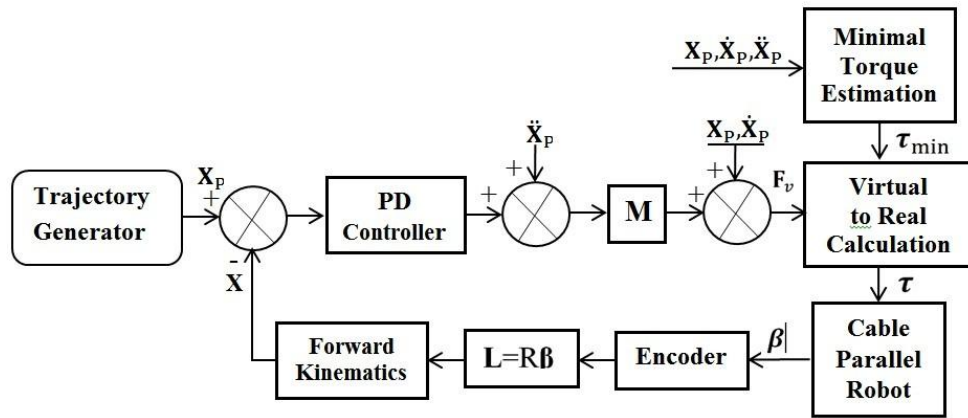 Minimal
Torque
Estimation
X_P,Ẋ_P,Ẍ_P
τ_min
Ẍ_P
X_P,Ẋ_P
X_P
+
+
+
+
+
F_v
Trajectory
Generator
PD
Controller
M
Virtual
to Real
Calculation
-
X
τ
Forward
Kinematics
L=Rβ
Encoder
β|
Cable
Parallel
Robot